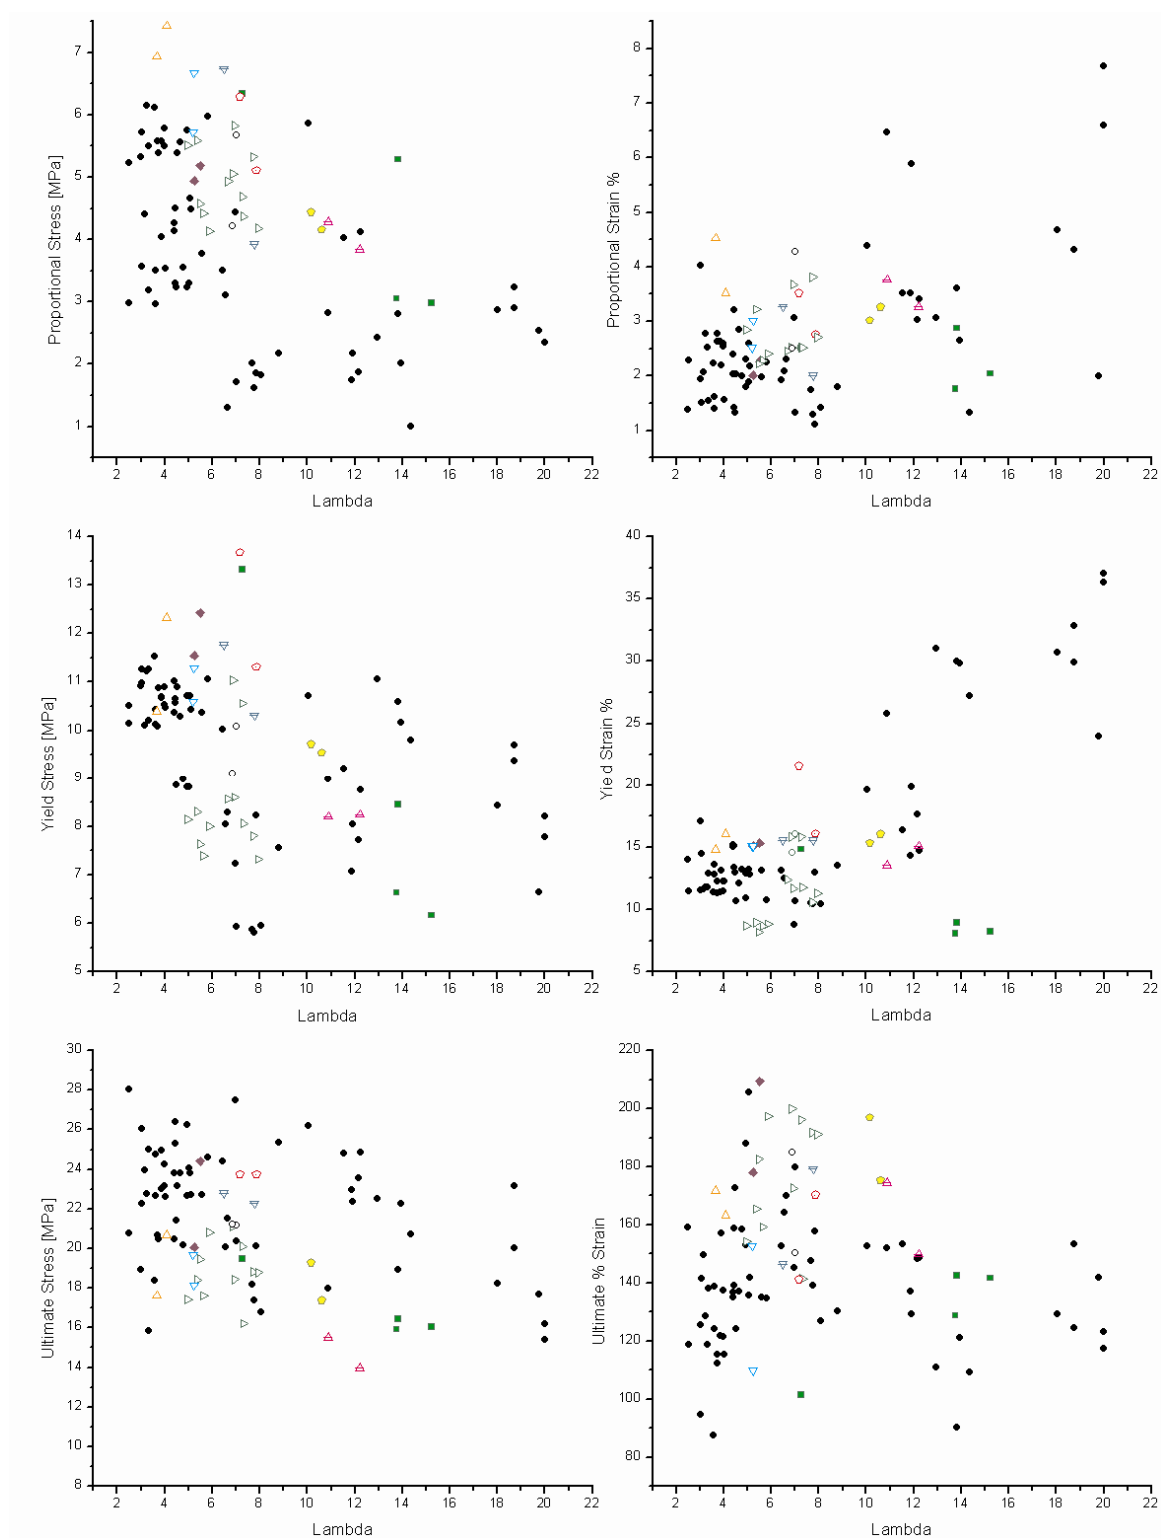 Proportional Stress [MPa]
7
6
5
4
3
2
1
2 4 6 8 10 12 14 16 18 20 22
Lambda
Proportional Strain %
8
7
6
5
4
3
2
1
2 4 6 8 10 12 14 16 18 20 22
Lambda
Yield Stress [MPa]
14
13
12
11
10
9
8
7
6
5
2 4 6 8 10 12 14 16 18 20 22
Lambda
Yied Strain %
40
35
30
25
20
15
10
5
2 4 6 8 10 12 14 16 18 20 22
Lambda
Ultimate Stress [MPa]
30
28
26
24
22
20
18
16
14
12
10
8
2 4 6 8 10 12 14 16 18 20 22
Lambda
Ultimate % Strain
220
200
180
160
140
120
100
80
2 4 6 8 10 12 14 16 18 20 22
Lambda